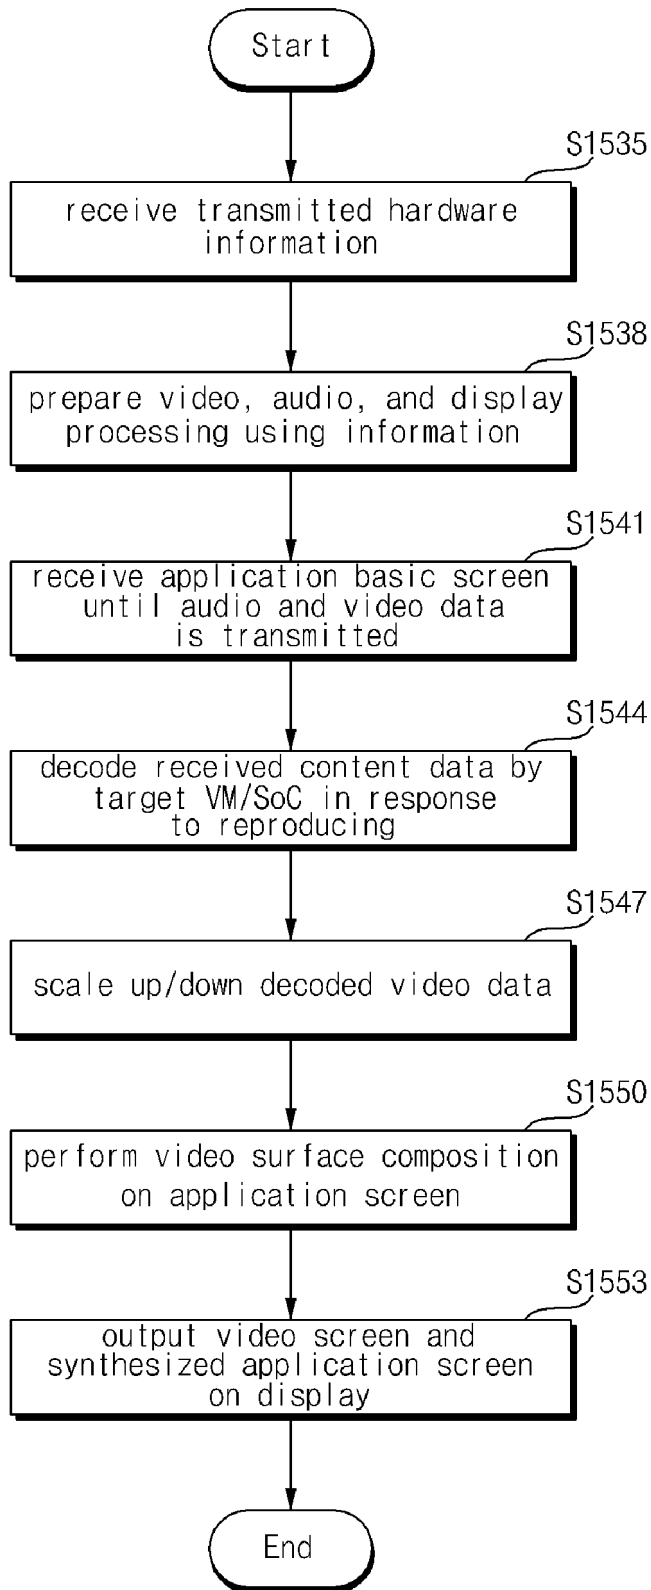 Start
S1535
receive transmitted hardware
information
S1538
prepare video, audio, and display
processing using information
S1541
receive application basic screen
until audio and video data
is transmitted
S1544
decode received content data by
target VM/SoC in response
to reproducing
S1547
scale up/down decoded video data
S1550
perform video surface composition
on application screen
S1553
output video screen and
synthesized application screen
on display
End